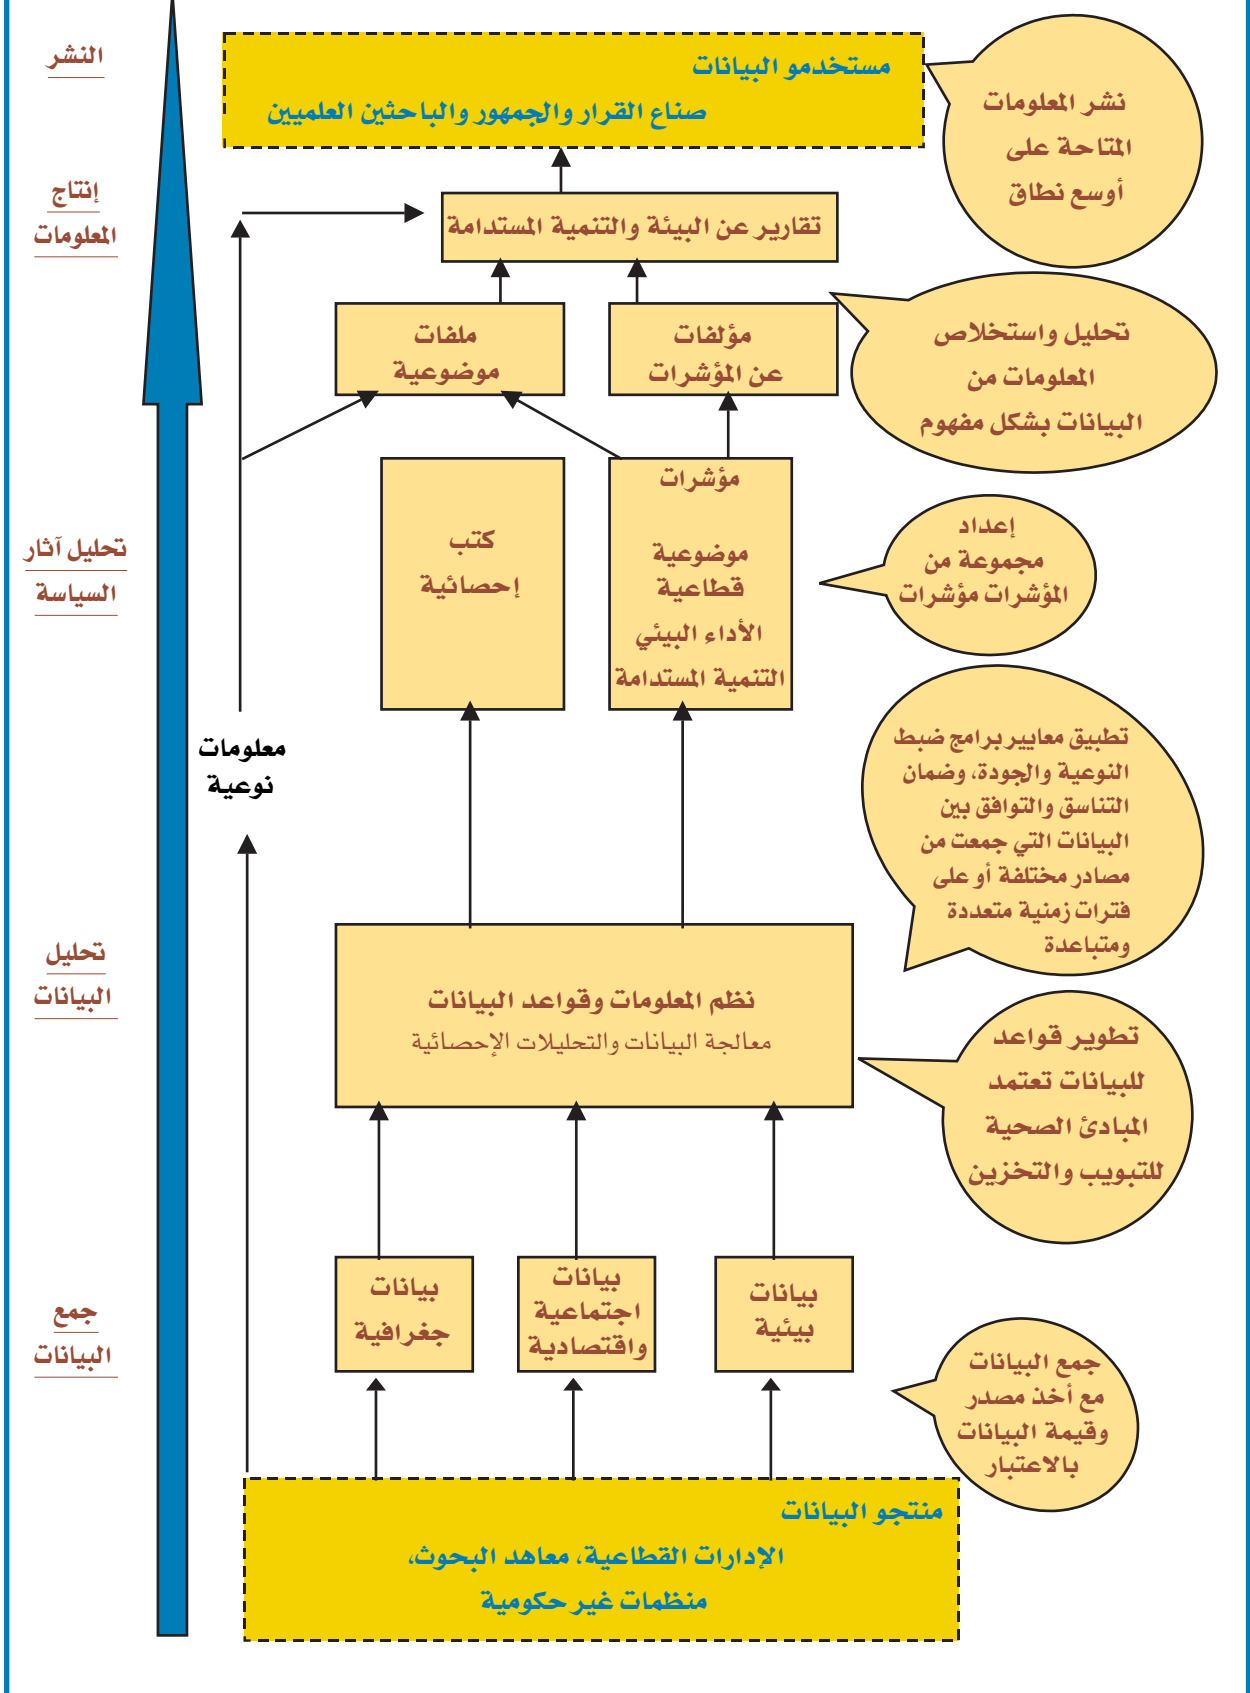 النشر
مستخدمو البيانات
صناع القرار والجمهور والباحثين العلميين
نشر المعلومات
المتاحة على
أوسع نطاق
إنتاج
المعلومات
تقارير عن البيئة والتنمية المستدامة
مؤلفات
عن المؤشرات
ملفات
موضوعية
تحليل واستخلاص
المعلومات من
البيانات بشكل مفهوم
تحليل آثار
السياسة
مؤشرات
موضوعية
قطاعية
الأداء البيئي
التنمية المستدامة
كتب
إحصائية
إعداد
مجموعة من
المؤشرات مؤشرات
معلومات
نوعية
تطبيق معايير برامج ضبط
النوعية والجودة، وضمان
التناسق والتوافق بين
البيانات التي جمعت من
مصادر مختلفة أو على
فترات زمنية متعددة
ومتباعدة
تحليل
البيانات
نظم المعلومات وقواعد البيانات
معالجة البيانات والتحليلات الإحصائية
تطوير قواعد
للبيانات تعتمد
المبادئ الصحية
للتبويب والتخزين
جمع
البيانات
بيانات
بيئية
بيانات
اجتماعية
واقتصادية
بيانات
جغرافية
جمع البيانات
مع أخذ مصدر
وقيمة البيانات
بالاعتبار
منتجو البيانات
الإدارات القطاعية، معاهد البحوث،
منظمات غير حكومية